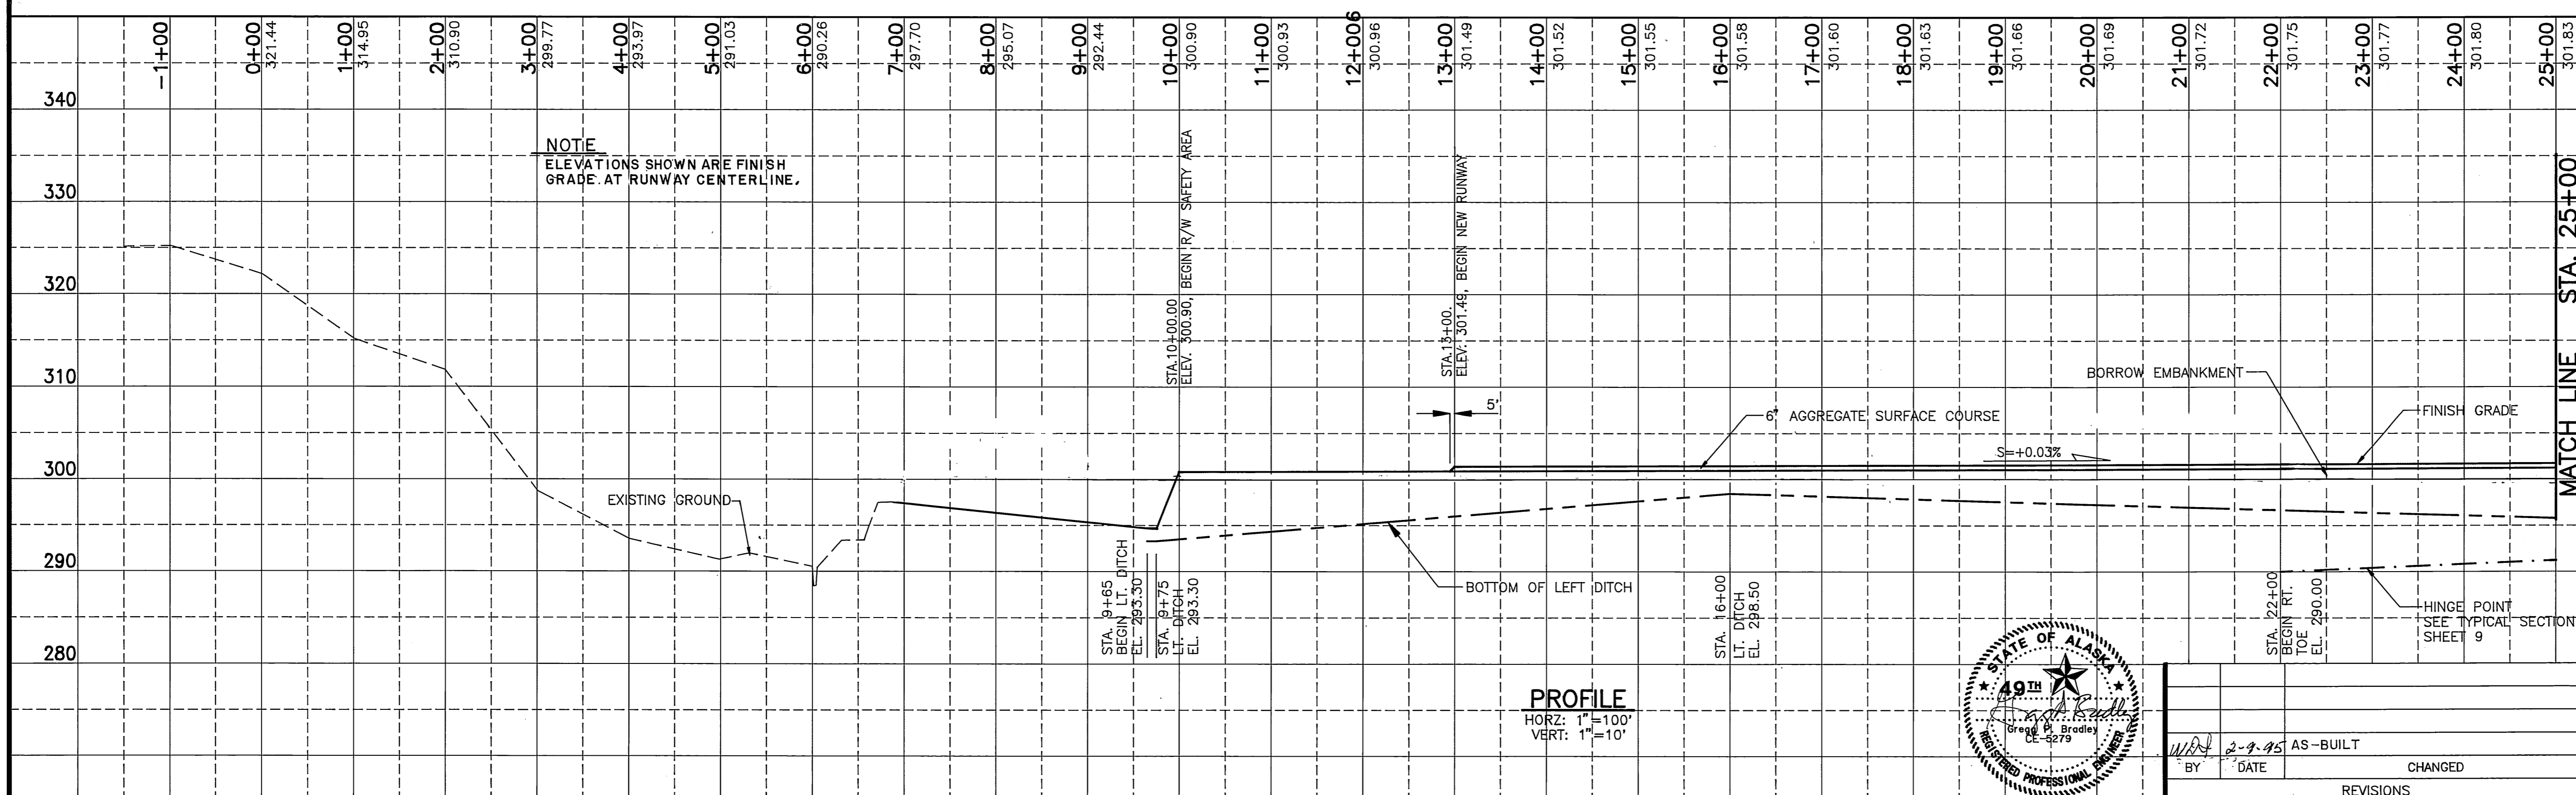 -1+00
0+00 321.44
1+00 314.95
2+00 310.90
3+00 299.77
4+00 293.97
5+00 291.03
6+00 290.26
7+00 297.70
8+00 295.07
9+00 292.44
10+00 300.90
11+00 300.93
12+006 300.96
13+00 301.49
14+00 301.52
15+00 301.55
16+00 301.58
17+00 301.60
18+00 301.63
19+00 301.66
20+00 301.69
21+00 301.72
22+00 301.75
23+00 301.77
24+00 301.80
25+00 301.83
340
330
320
310
300
290
280
NOTE
ELEVATIONS SHOWN ARE FINISH
GRADE. AT RUNWAY CENTERLINE.
STA.10+00.00
ELEV. 300.90, BEGIN R/W SAFETY AREA
STA.13+00.
ELEV. 301.49, BEGIN NEW RUNWAY
5'
6" AGGREGATE SURFACE COURSE
S=+0.03%
BORROW EMBANKMENT
FINISH GRADE
MATCH LINE STA. 25+00
EXISTING GROUND
STA. 9+65
BEGIN LT. DITCH
EL. 293.30
STA. 9+75
LT. DITCH
EL. 293.30
BOTTOM OF LEFT DITCH
STA. 16+00
LT. DITCH
EL. 298.50
STA. 22+00
BEGIN RT.
TOE
EL. 290.00
HINGE POINT
SEE TYPICAL SECTION
SHEET 9
PROFILE
HORZ: 1"=100'
VERT: 1"=10'
STATE OF ALASKA
49TH
Gregg P. Bradley
CE-5279
REGISTERED PROFESSIONAL ENGINEER
2-9-95 AS-BUILT
BY DATE CHANGED
REVISIONS